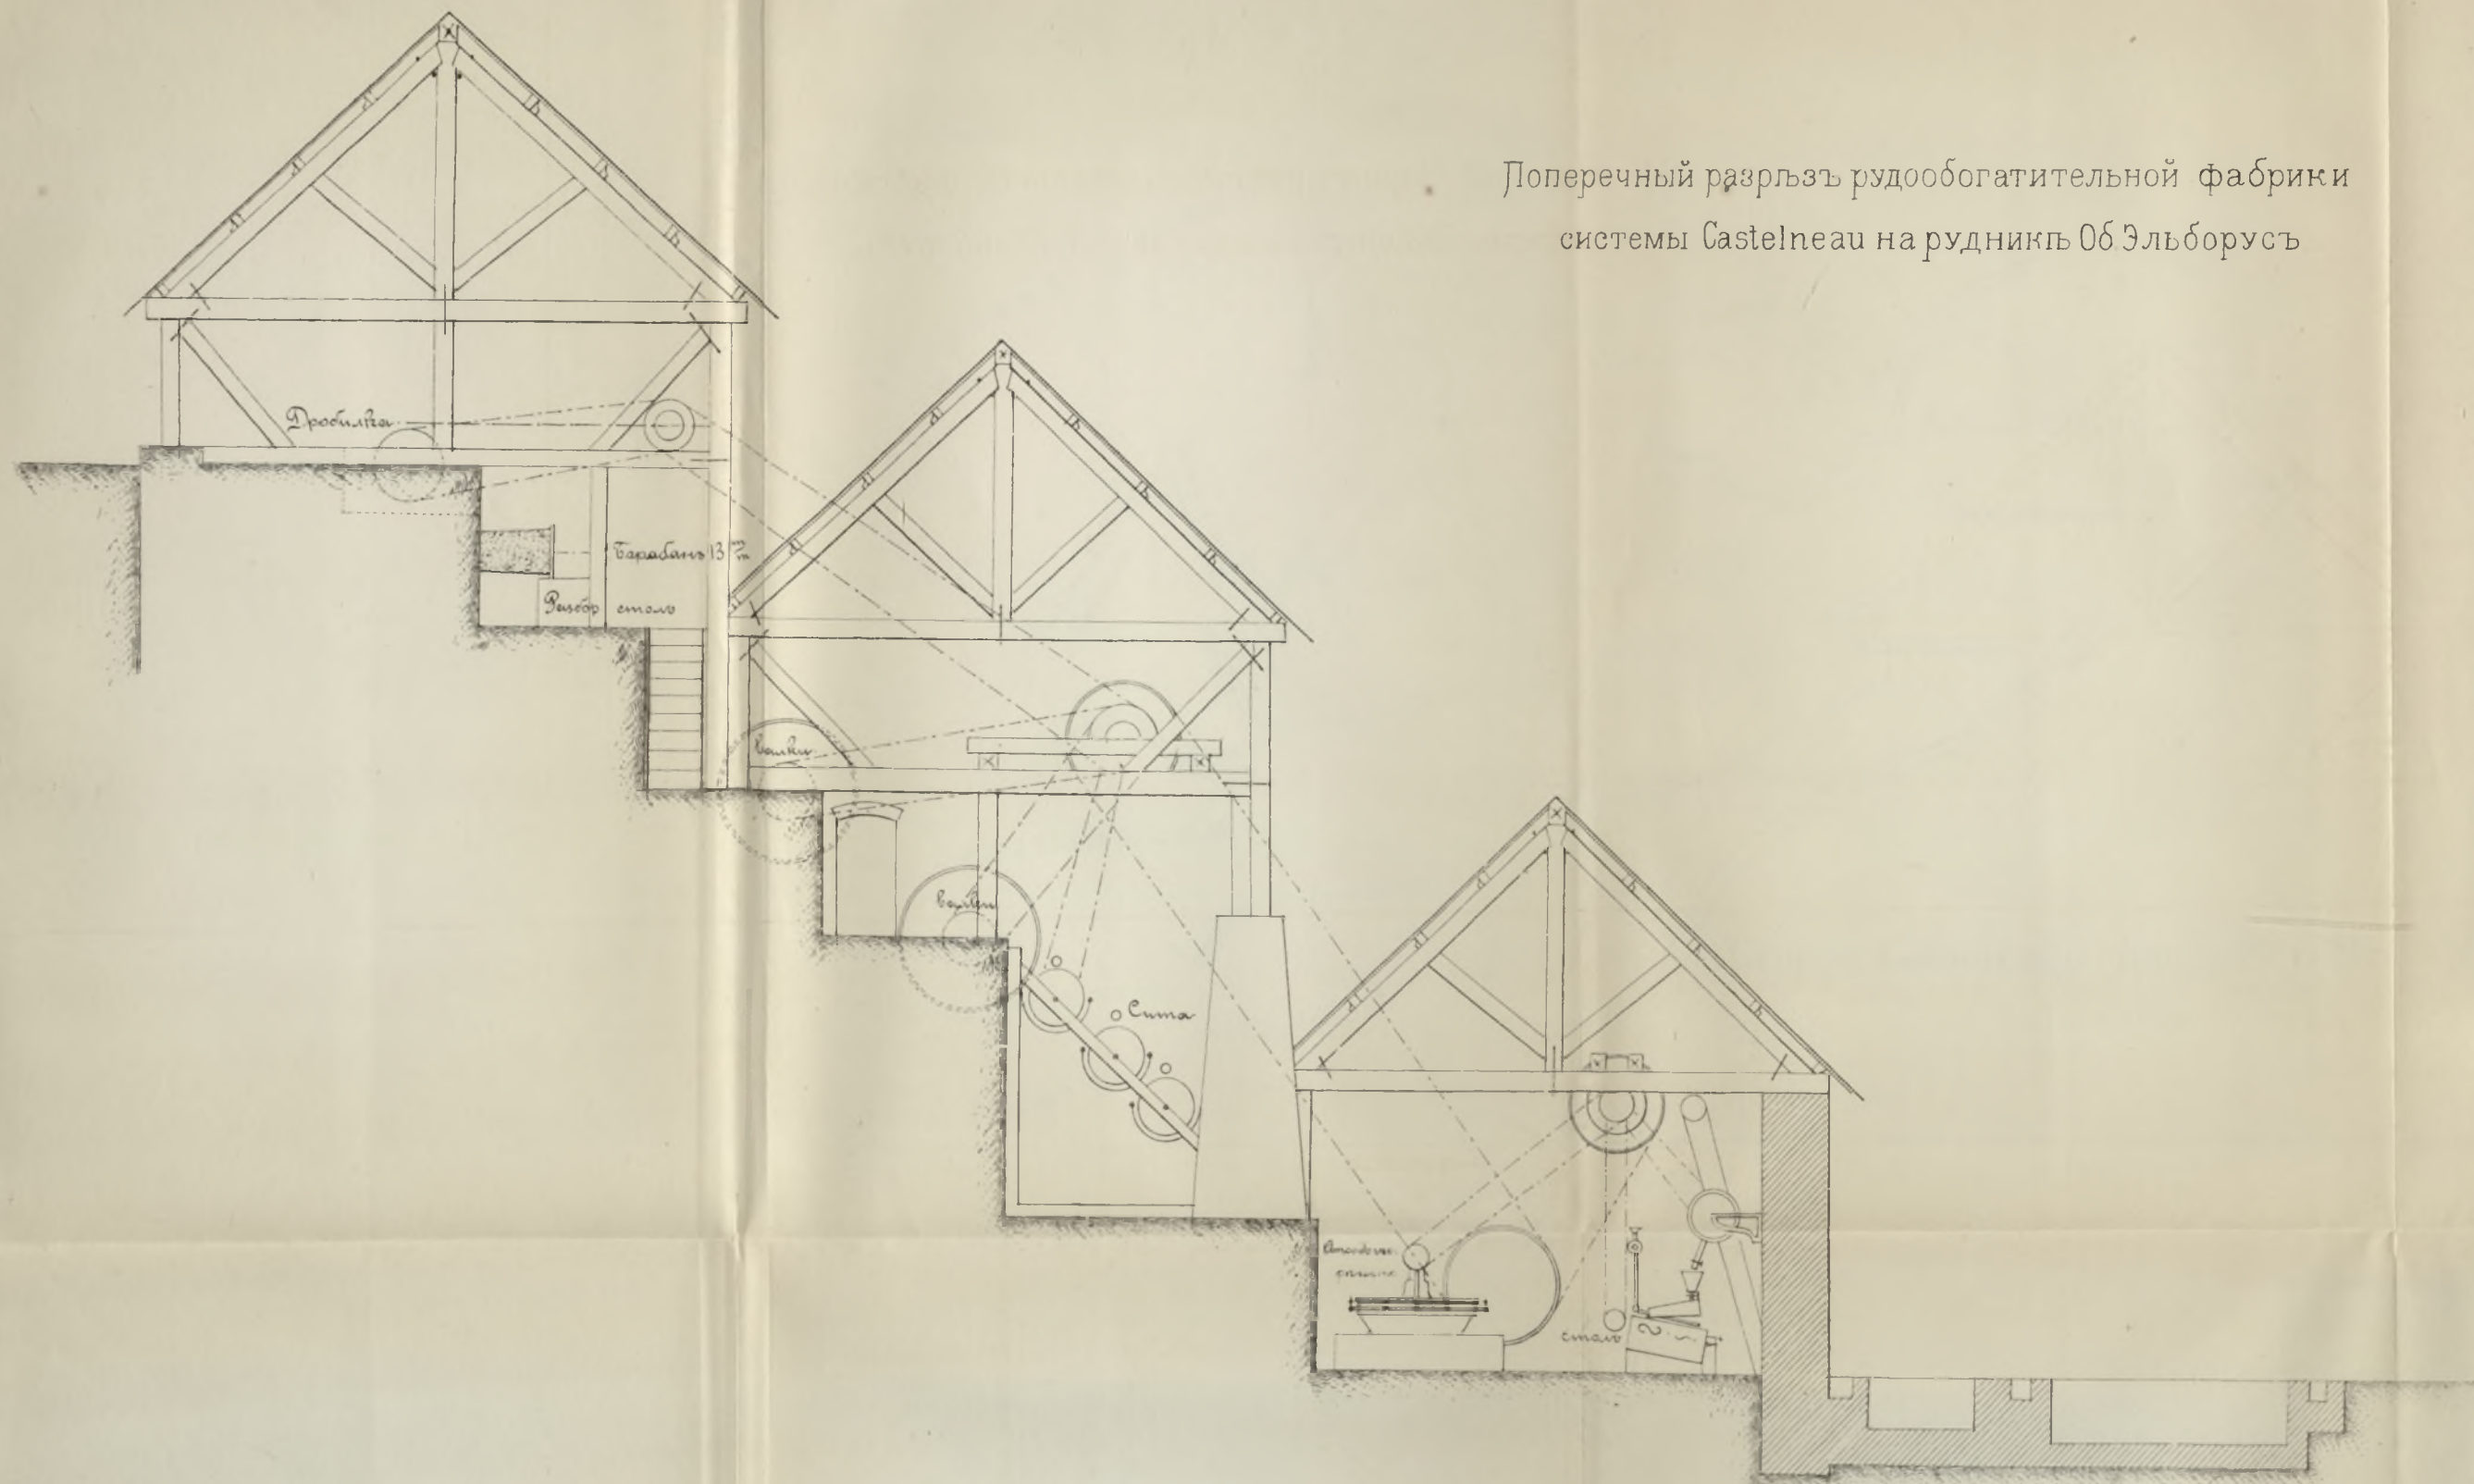 Поперечный разрѣзъ рудообогатительной фабрики
системы Castelneau на рудникѣ Об. Эльборусъ
Дробилка
Барабанъ 13 m/m
Разбор столъ
Валки
Валки
Сита
столъ